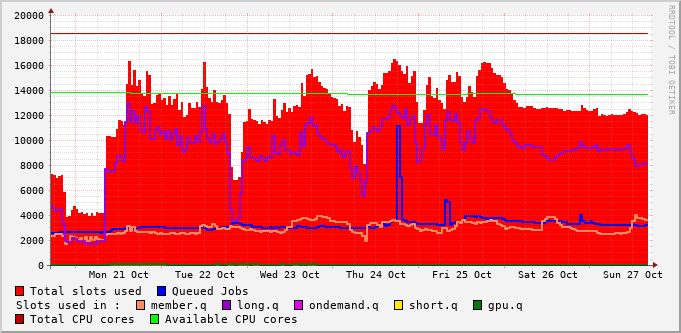 20000
18000
16000
14000
12000
10000
8000
6000
4000
2000
0
Mon 21 Oct Tue 22 Oct Wed 23 Oct Thu 24 Oct Fri 25 Oct Sat 26 Oct Sun 27 Oct
Total slots used Queued Jobs
Slots used in : member.q long.q ondemand.q short.q gpu.q
Total CPU cores Available CPU cores
RRDTOOL / TOBI OETIKER